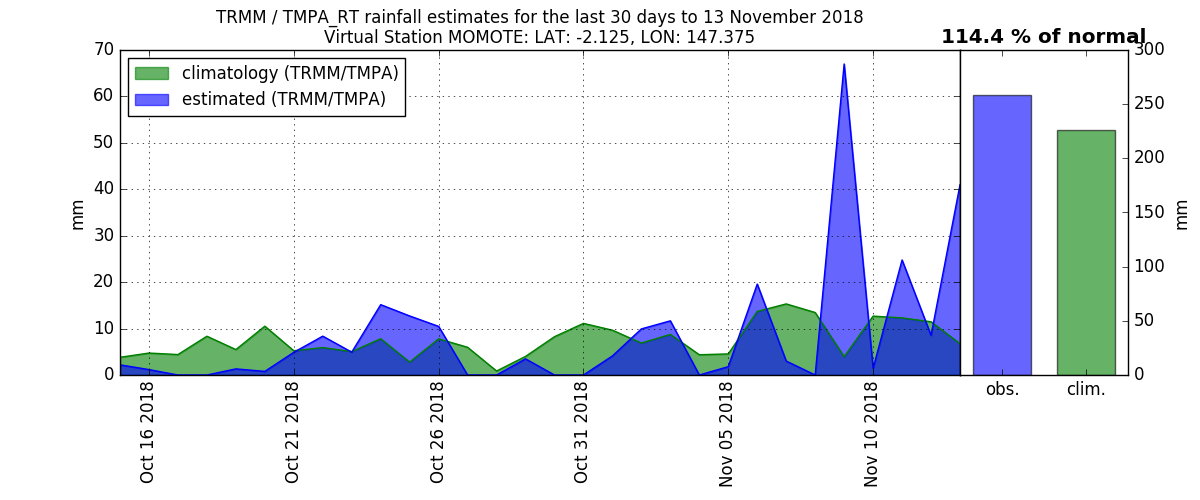 TRMM / TMPA_RT rainfall estimates for the last 30 days to 13 November 2018
Virtual Station MOMOTE: LAT: -2.125, LON: 147.375
114.4 % of normal
climatology (TRMM/TMPA)
estimated (TRMM/TMPA)
mm
70
60
50
40
30
20
10
0
Oct 16 2018
Oct 21 2018
Oct 26 2018
Oct 31 2018
Nov 05 2018
Nov 10 2018
obs.
clim.
300
250
200
150
100
50
0
mm